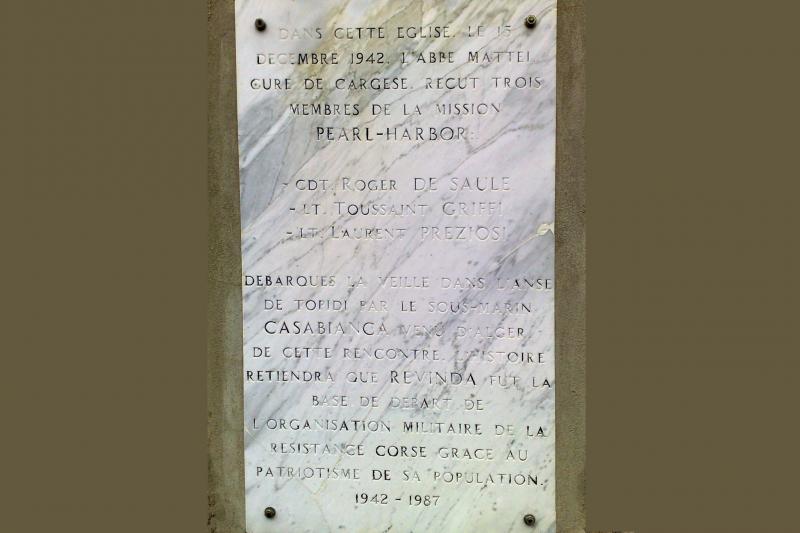 DANS CETTE EGLISE, LE 15
DECEMBRE 1942, L'ABBE MATTEI
CURE DE CARGESE, RECUT TROIS
MEMBRES DE LA MISSION
PEARL-HARBOR:
- CDT. ROGER DE SAULE
- LT. TOUSSAINT GRIFFI
- LT. LAURENT PREZIOSI
DEBARQUES LA VEILLE DANS L'ANSE
DE TOPIDI PAR LE SOUS-MARIN
CASABIANCA VENU D'ALGER.
DE CETTE RENCONTRE, L'HISTOIRE
RETIENDRA QUE REVINDA FUT LA
BASE DE DEPART DE
L'ORGANISATION MILITAIRE DE LA
RESISTANCE CORSE GRACE AU
PATRIOTISME DE SA POPULATION.
1942 - 1987